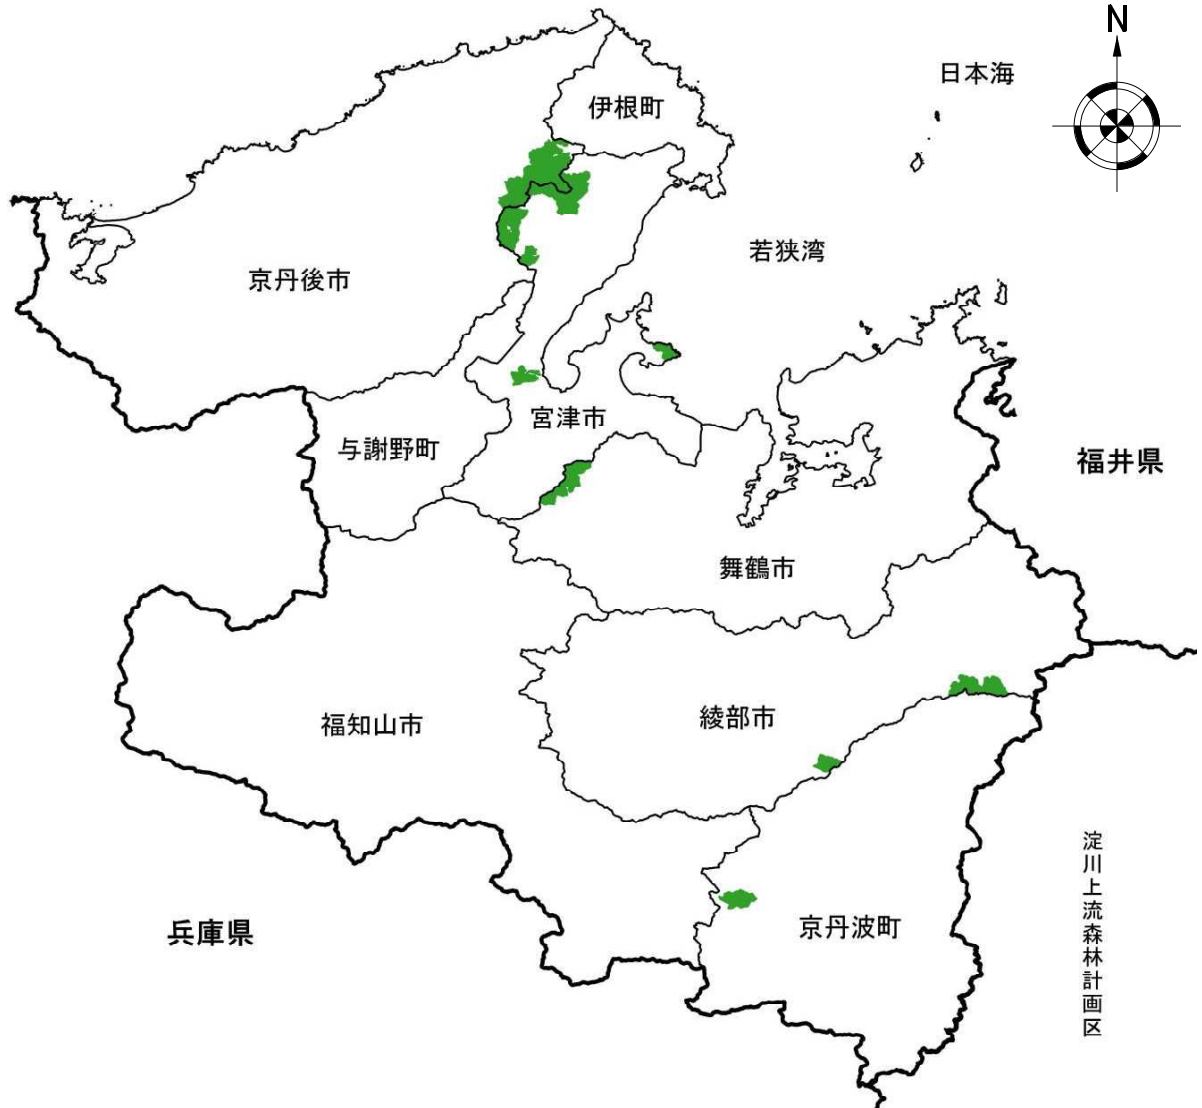 N
日本海
伊根町
若狭湾
京丹後市
宮津市
与謝野町
福井県
舞鶴市
綾部市
福知山市
淀川上流森林計画区
京丹波町
兵庫県